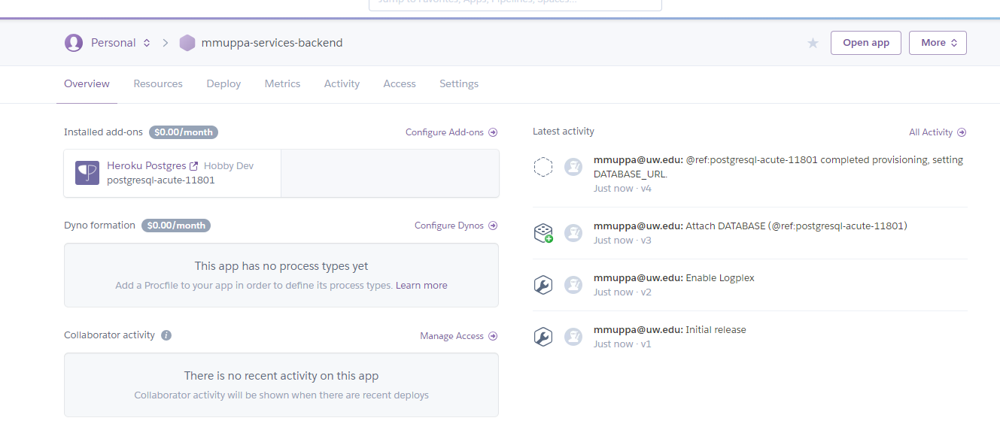 Jump to Favorites, Apps, Pipelines, Spaces...
Personal
mmuppa-services-backend
Open app
More
Overview
Resources
Deploy
Metrics
Activity
Access
Settings
Installed add-ons $0.00/month
Configure Add-ons
Heroku Postgres Hobby Dev
postgresql-acute-11801
Dyno formation $0.00/month
Configure Dynos
This app has no process types yet
Add a Procfile to your app in order to define its process types. Learn more
Collaborator activity i
Manage Access
There is no recent activity on this app
Collaborator activity will be shown when there are recent deploys
Latest activity
All Activity
mmuppa@uw.edu: @ref:postgresql-acute-11801 completed provisioning, setting
DATABASE_URL.
Just now · v4
mmuppa@uw.edu: Attach DATABASE (@ref:postgresql-acute-11801)
Just now · v3
mmuppa@uw.edu: Enable Logplex
Just now · v2
mmuppa@uw.edu: Initial release
Just now · v1